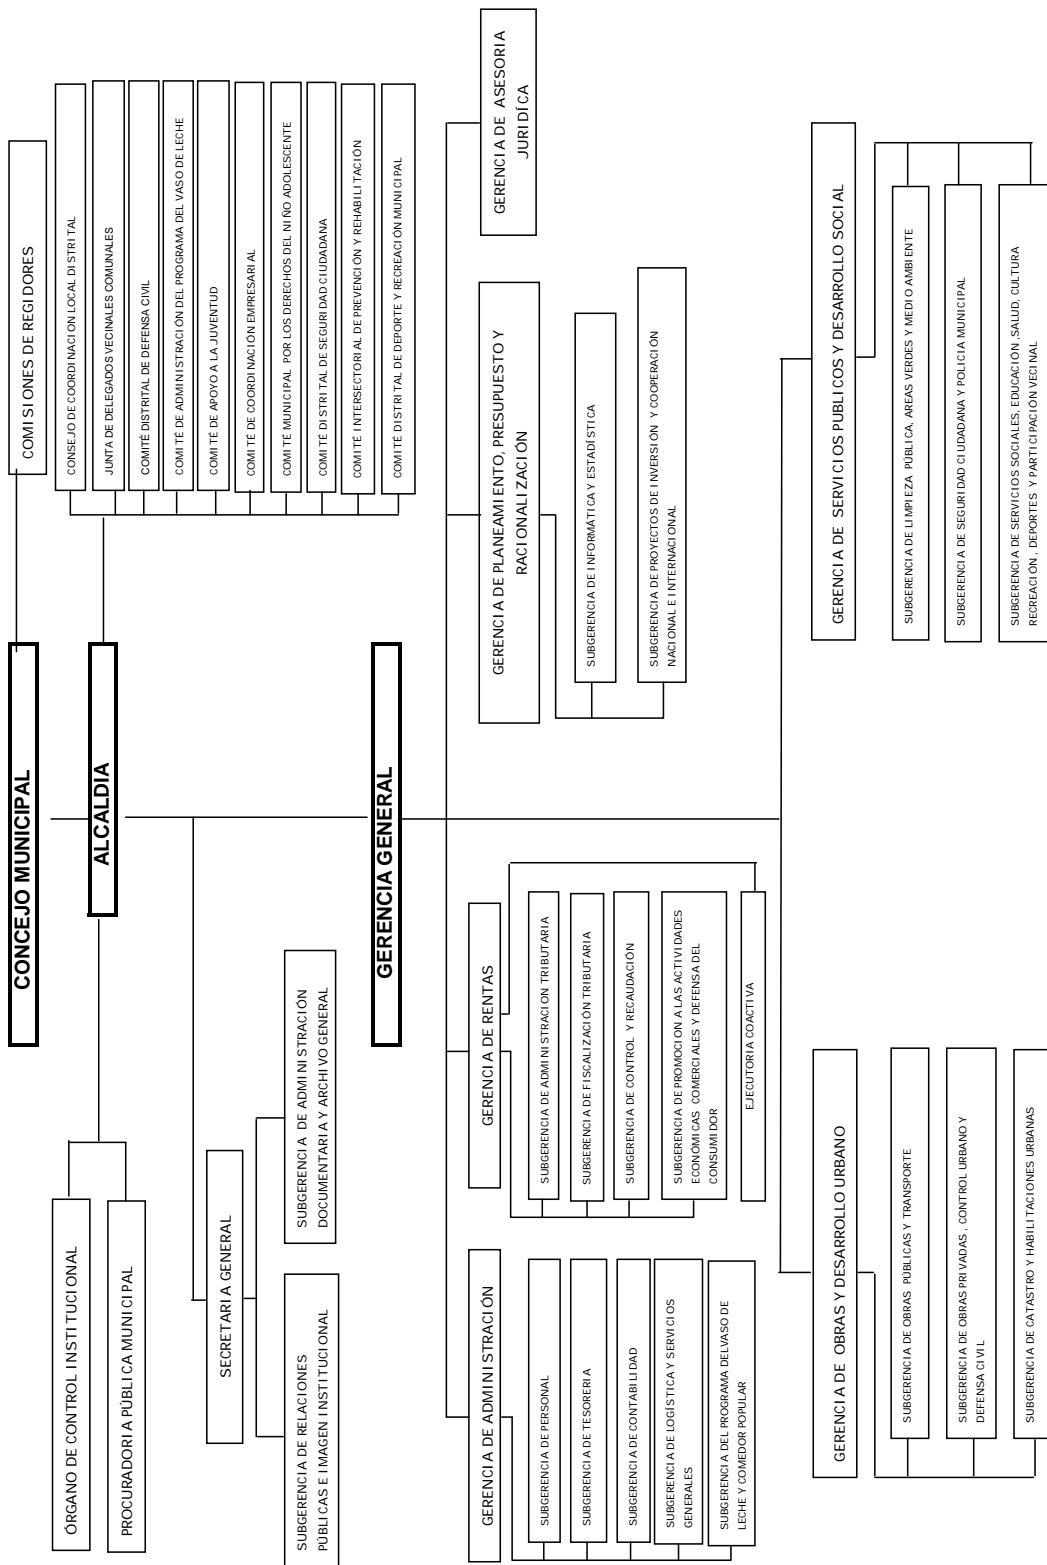 CONCEJO MUNICIPAL
COMISIONES DE REGIDORES
ALCALDIA
ÓRGANO DE CONTROL INSTITUCIONAL
PROCURADORIA PÚBLICA MUNICIPAL
CONSEJO DE COORDINACION LOCAL DISTRITAL
JUNTA DE DELEGADOS VECINALES COMUNALES
COMITÉ DISTRITAL DE DEFENSA CIVIL
COMITÉ DE ADMINISTRACIÓN DEL PROGRAMA DEL VASO DE LECHE
COMITÉ DE APOYO A LA JUVENTUD
COMITÉ DE COORDINACIÓN EMPRESARIAL
COMITÉ MUNICIPAL POR LOS DERECHOS DEL NIÑO ADOLESCENTE
COMITÉ DISTRITAL DE SEGURIDAD CIUDADANA
COMITÉ INTERSECTORIAL DE PREVENCIÓN Y REHABILITACIÓN
COMITÉ DISTRITAL DE DEPORTE Y RECREACIÓN MUNICIPAL
SECRETARIA GENERAL
SUBGERENCIA DE RELACIONES
PÚBLICAS E IMAGEN INSTITUCIONAL
SUBGERENCIA DE ADMINISTRACIÓN
DOCUMENTARIA Y ARCHIVO GENERAL
GERENCIA GENERAL
GERENCIA DE ADMINISTRACIÓN
SUBGERENCIA DE PERSONAL
SUBGERENCIA DE TESORERIA
SUBGERENCIA DE CONTABILIDAD
SUBGERENCIA DE LOGÍSTICA Y SERVICIOS
GENERALES
SUBGERENCIA DEL PROGRAMA DEL VASO DE
LECHE Y COMEDOR POPULAR
GERENCIA DE RENTAS
SUBGERENCIA DE ADMINISTRACION TRIBUTARIA
SUBGERENCIA DE FISCALIZACIÓN TRIBUTARIA
SUBGERENCIA DE CONTROL Y RECAUDACIÓN
SUBGERENCIA DE PROMOCION A LAS ACTIVIDADES
ECONÓMICAS COMERCIALES Y DEFENSA DEL
CONSUMIDOR
EJECUTORIA COACTIVA
GERENCIA DE PLANEAMIENTO, PRESUPUESTO Y
RACIONALIZACIÓN
SUBGERENCIA DE INFORMÁTICA Y ESTADÍSTICA
SUBGERENCIA DE PROYECTOS DE INVERSIÓN Y COOPERACIÓN
NACIONAL E INTERNACIONAL
GERENCIA DE ASESORIA
JURIDÍCA
GERENCIA DE OBRAS Y DESARROLLO URBANO
SUBGERENCIA DE OBRAS PÚBLICAS Y TRANSPORTE
SUBGERENCIA DE OBRAS PRIVADAS, CONTROL URBANO Y
DEFENSA CIVIL
SUBGERENCIA DE CATASTRO Y HABILITACIONES URBANAS
GERENCIA DE SERVICIOS PUBLICOS Y DESARROLLO SOCIAL
SUBGERENCIA DE LIMPIEZA PÚBLICA, AREAS VERDES Y MEDIO AMBIENTE
SUBGERENCIA DE SEGURIDAD CIUDADANA Y POLICIA MUNICIPAL
SUBGERENCIA DE SERVICIOS SOCIALES, EDUCACIÓN, SALUD, CULTURA
RECREACIÓN, DEPORTES Y PARTICIPACIÓN VECINAL